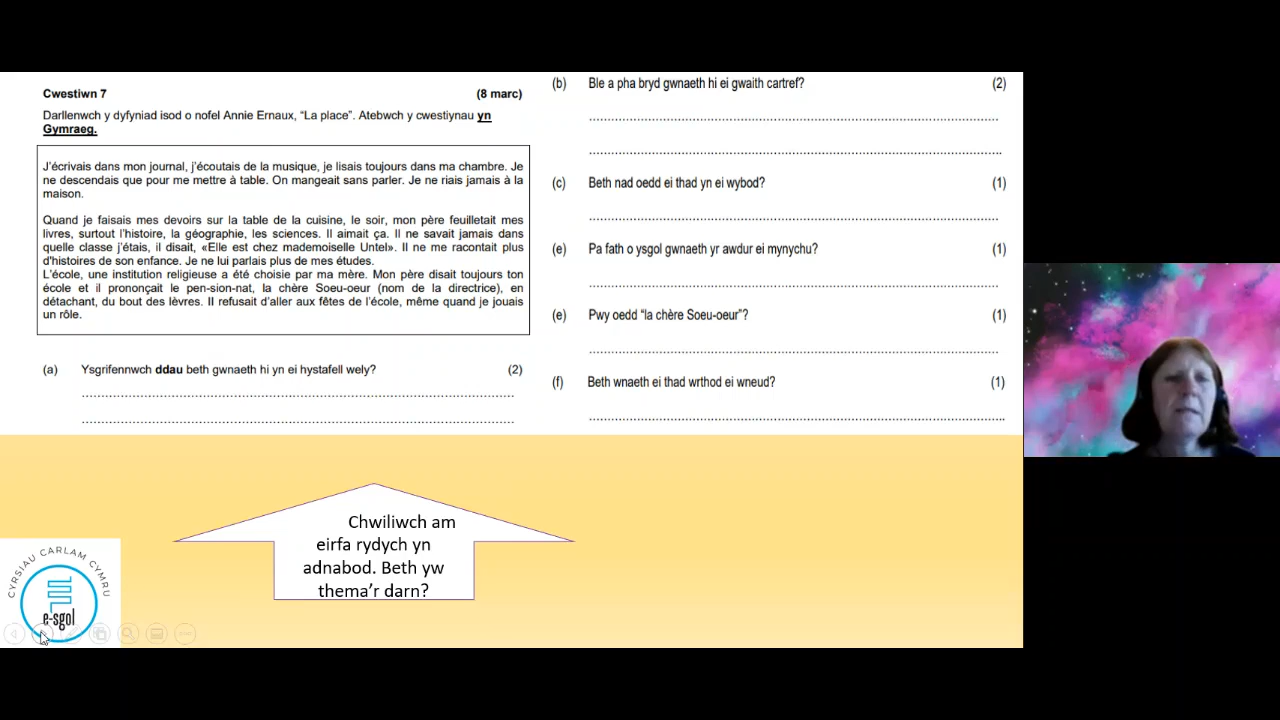 Cwestiwn 7 (8 marc)
Darllenwch y dyfyniad isod o nofel Annie Ernaux, “La place”. Atebwch y cwestiynau yn
Gymraeg.
J’écrivais dans mon journal, j’écoutais de la musique, je lisais toujours dans ma chambre. Je
ne descendais que pour me mettre à table. On mangeait sans parler. Je ne riais jamais à la
maison.
Quand je faisais mes devoirs sur la table de la cuisine, le soir, mon père feuilletait mes
livres, surtout l’histoire, la géographie, les sciences. Il aimait ça. Il ne savait jamais dans
quelle classe j’étais, il disait, «Elle est chez mademoiselle Untel». Il ne me racontait plus
d'histoires de son enfance. Je ne lui parlais plus de mes études.
L’école, une institution religieuse a été choisie par ma mère. Mon père disait toujours ton
école et il prononçait le pen-sion-nat, la chère Soeu-oeur (nom de la directrice), en
détachant, du bout des lèvres. Il refusait d’aller aux fêtes de l’école, même quand je jouais
un rôle.
(a) Ysgrifennwch ddau beth gwnaeth hi yn ei hystafell wely? (2)
(b) Ble a pha bryd gwnaeth hi ei gwaith cartref? (2)
(c) Beth nad oedd ei thad yn ei wybod? (1)
(e) Pa fath o ysgol gwnaeth yr awdur ei mynychu? (1)
(e) Pwy oedd “la chère Soeu-oeur”? (1)
(f) Beth wnaeth ei thad wrthod ei wneud? (1)
Chwiliwch am
eirfa rydych yn
adnabod. Beth yw
thema’r darn?
CYRSIAU CARLAM CYMRU
e-sgol